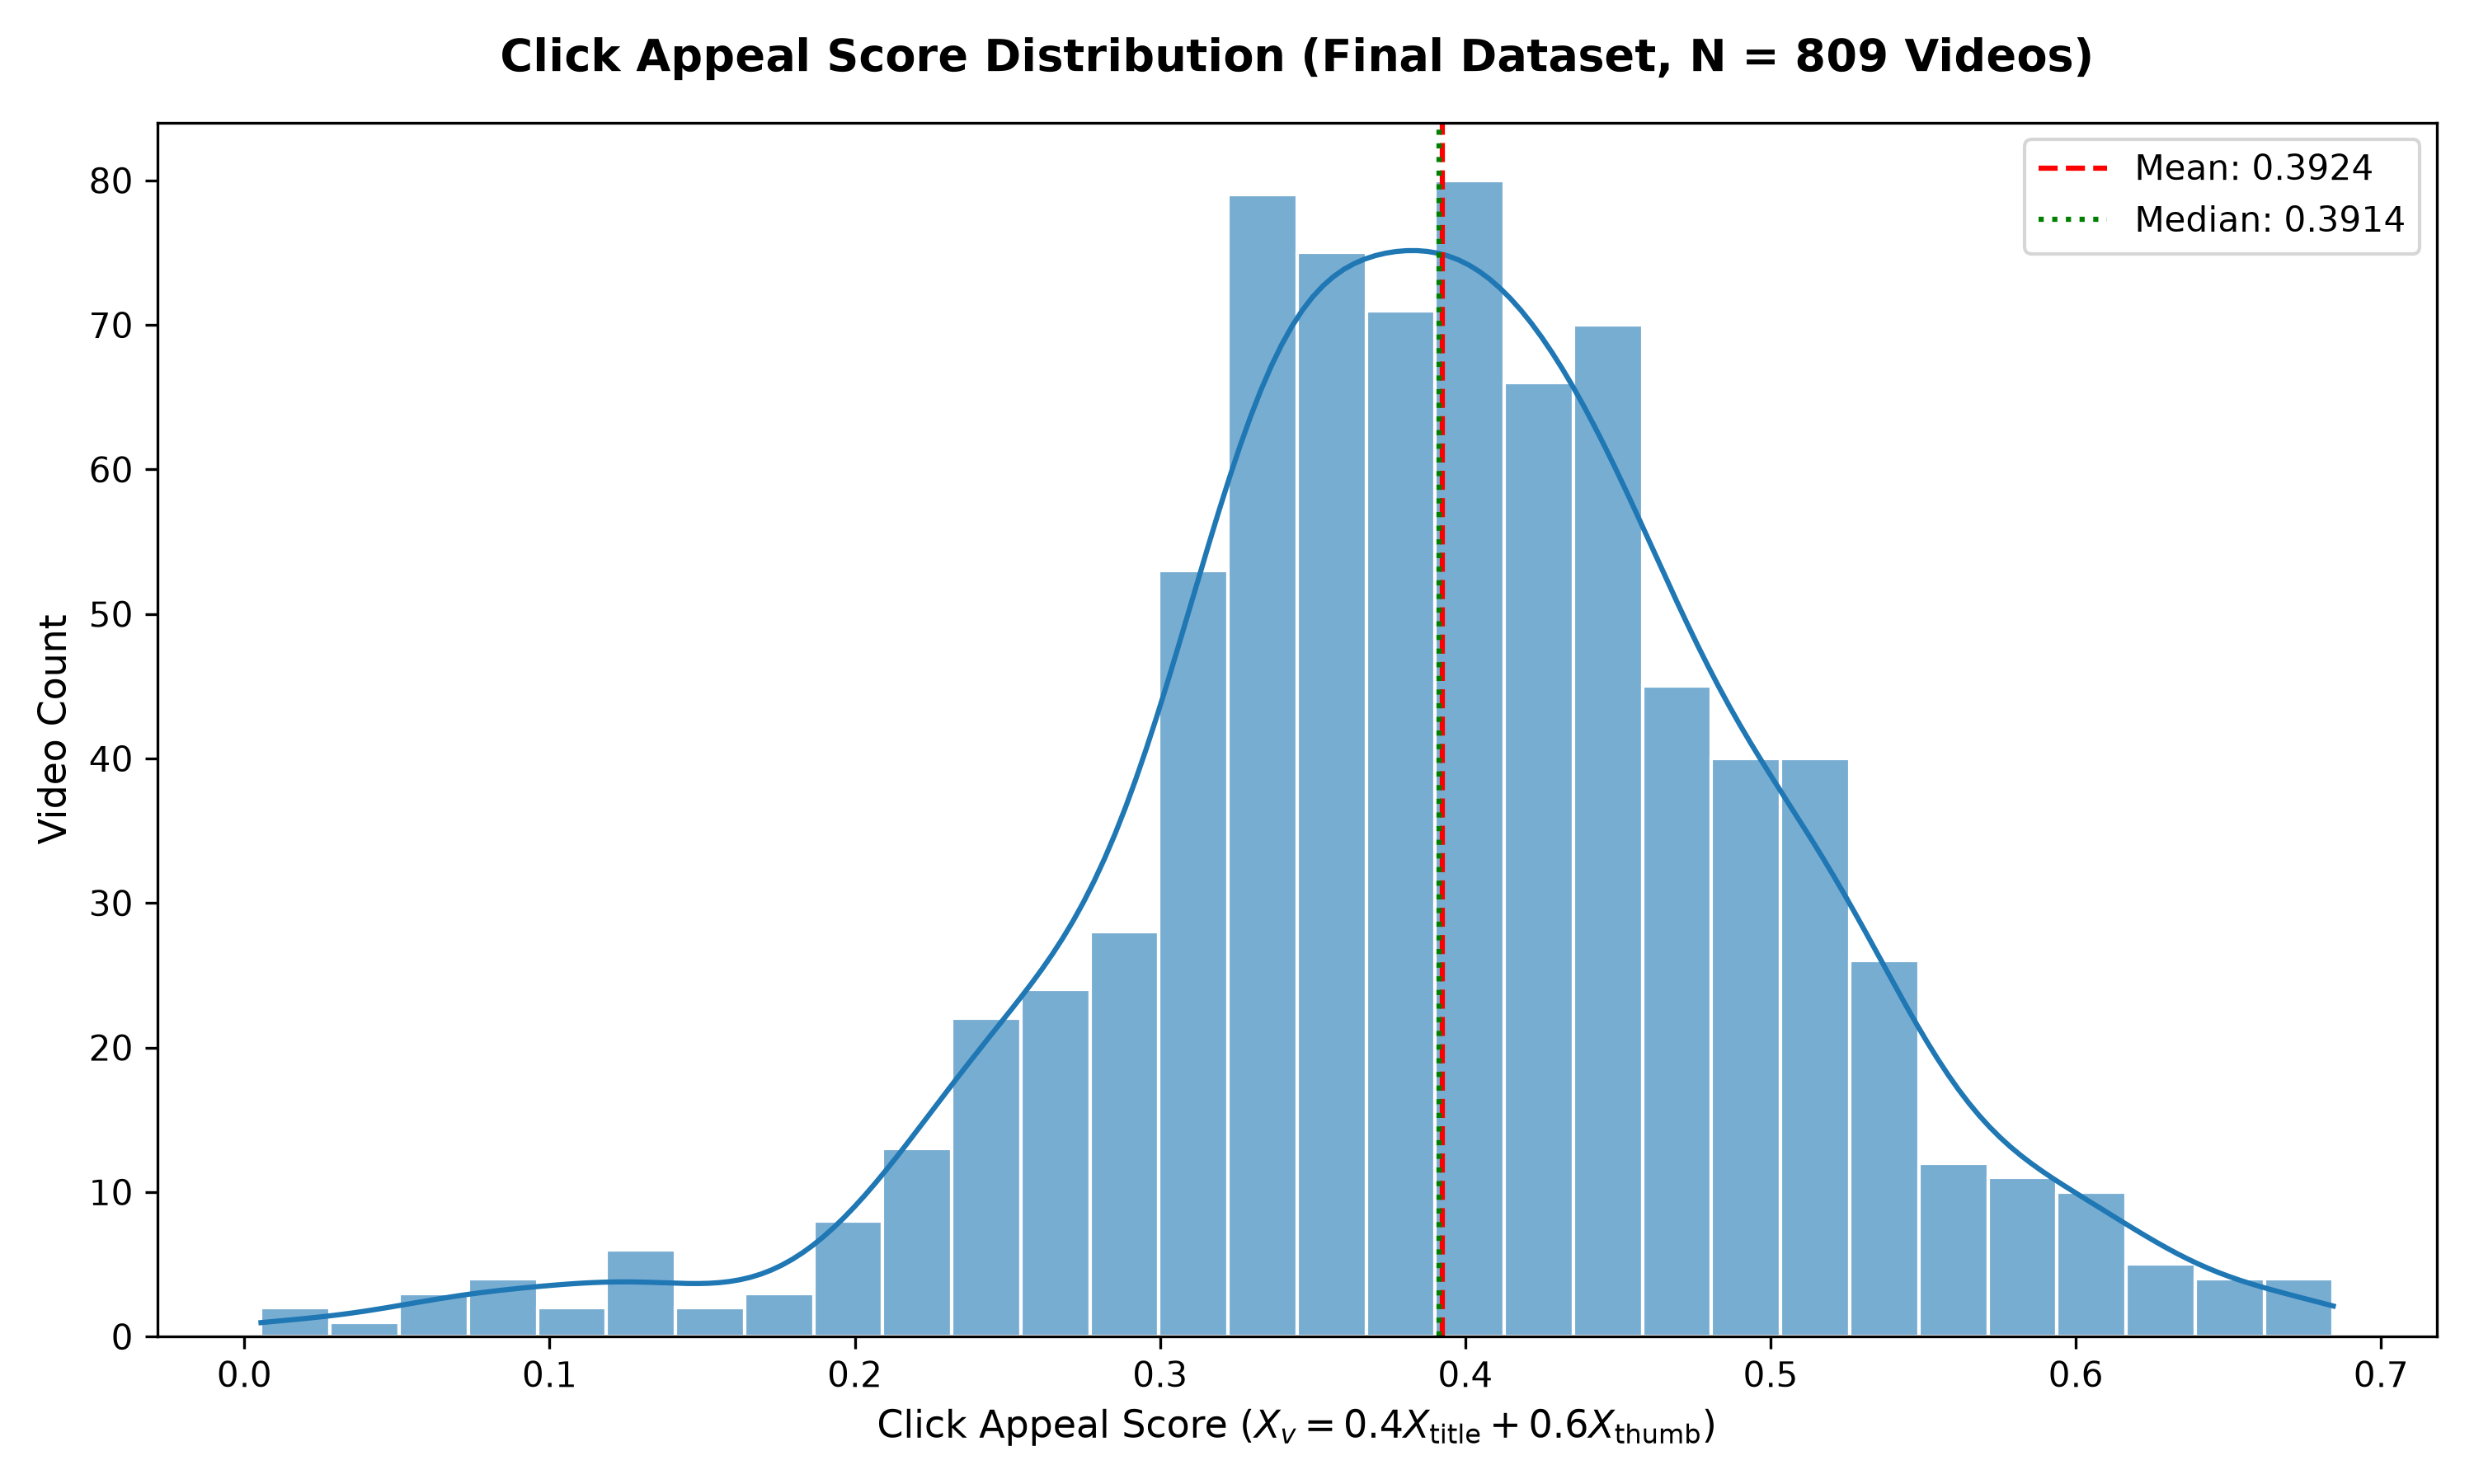 Click Appeal Score Distribution (Final Dataset, N = 809 Videos)
Mean: 0.3924
Median: 0.3914
Video Count
80
70
60
50
40
30
20
10
0
0.0 0.1 0.2 0.3 0.4 0.5 0.6 0.7
Click Appeal Score (Xv = 0.4Xtitle + 0.6Xthumb)